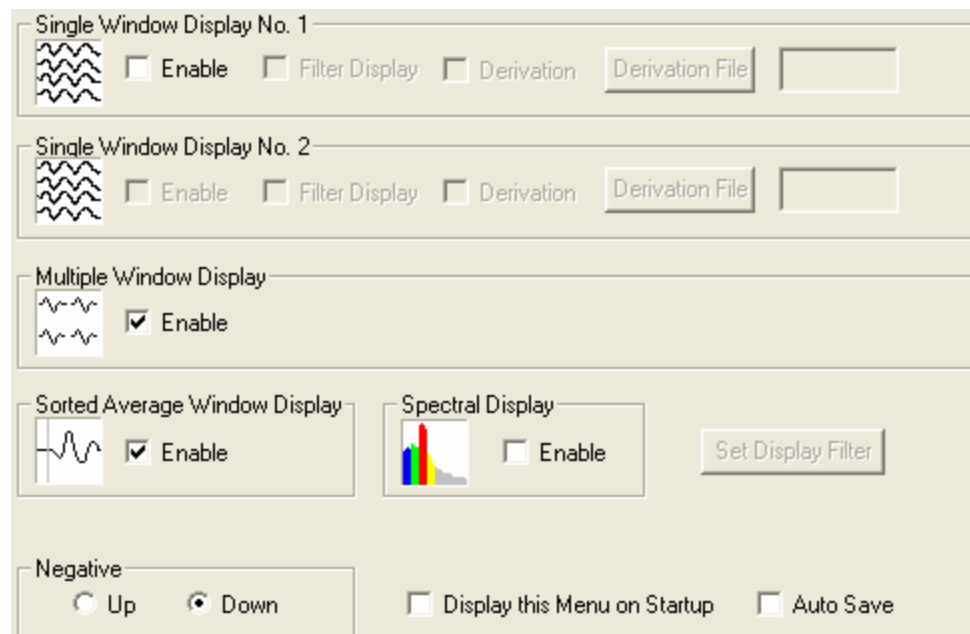 Single Window Display No. 1
Enable Filter Display Derivation Derivation File
Single Window Display No. 2
Enable Filter Display Derivation Derivation File
Multiple Window Display
Enable
Sorted Average Window Display Spectral Display
Enable Enable Set Display Filter
Negative
Up Down Display this Menu on Startup Auto Save